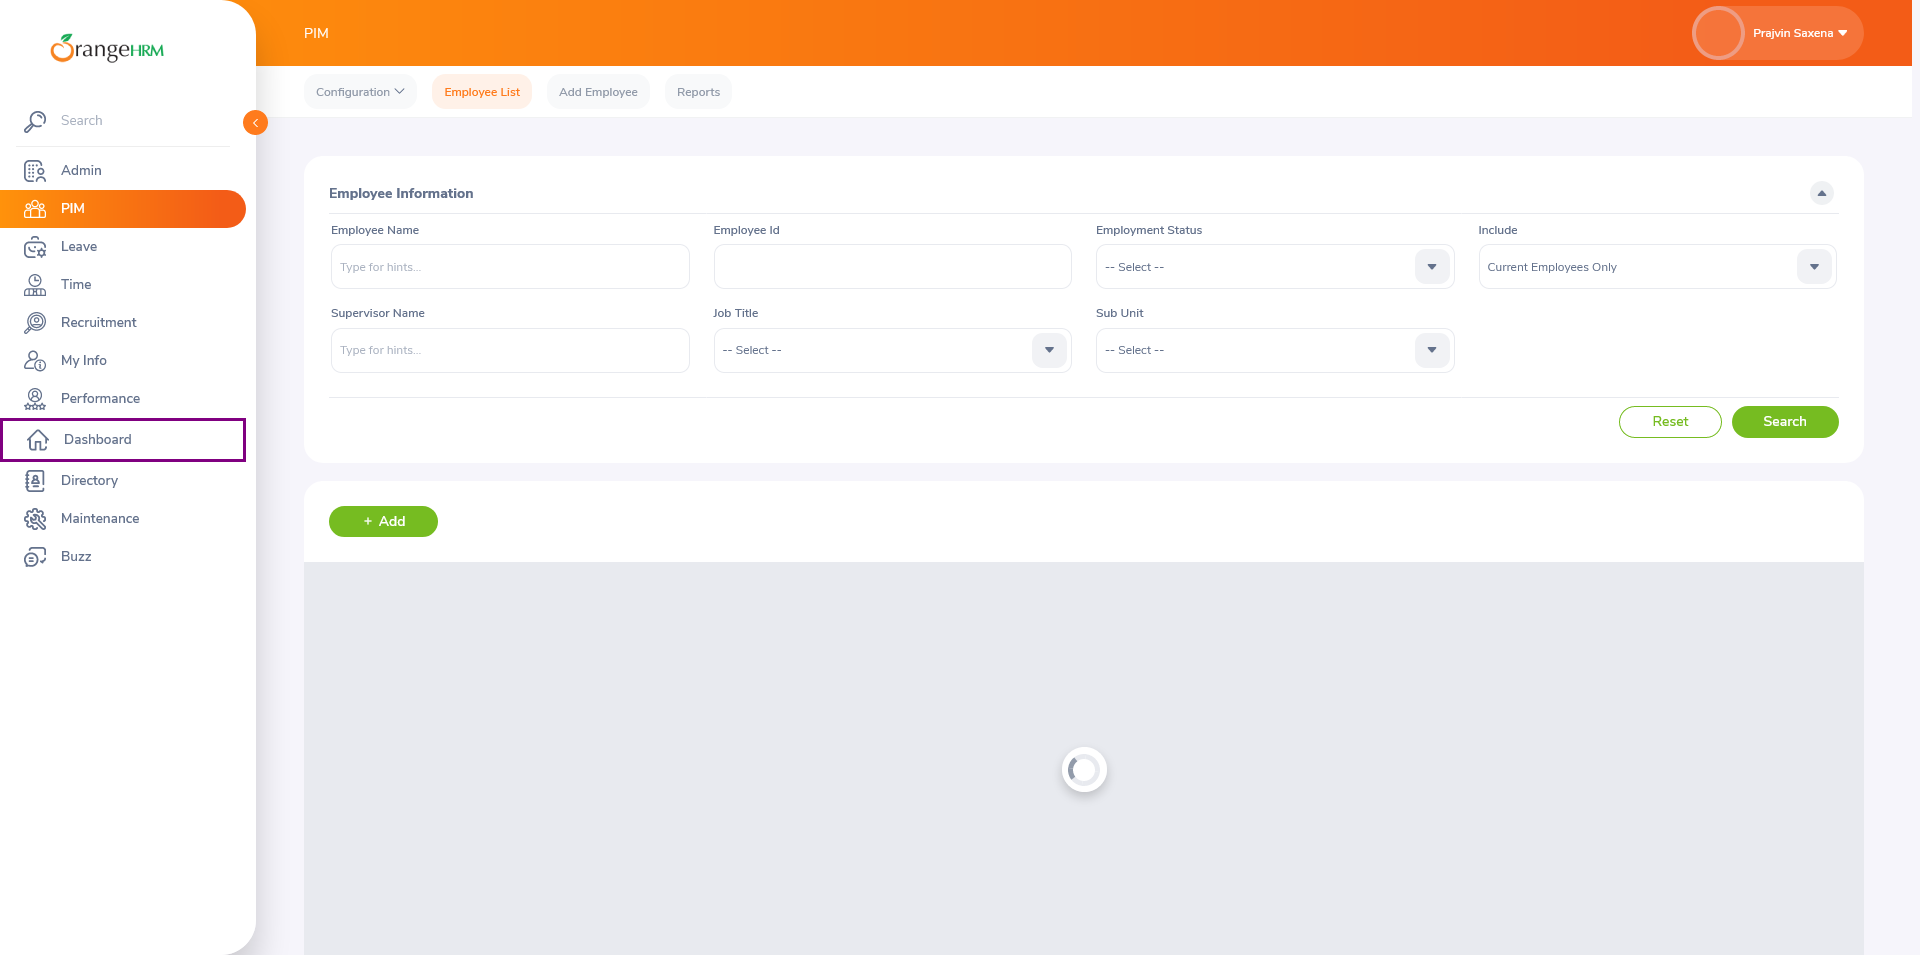 OrangeHRM
Search
Admin
PIM
Leave
Time
Recruitment
My Info
Performance
Dashboard
Directory
Maintenance
Buzz
PIM
Prajvin Saxena
Configuration Employee List Add Employee Reports
Employee Information
Employee Name Employee Id Employment Status Include
Type for hints... -- Select -- Current Employees Only
Supervisor Name Job Title Sub Unit
Type for hints... -- Select -- -- Select --
Reset Search
+ Add